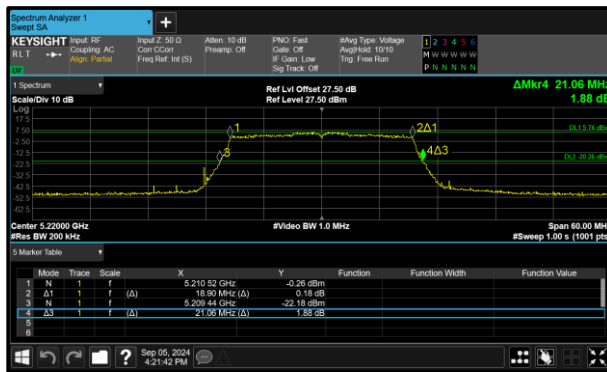 Spectrum Analyzer 1
Swept SA
KEYSIGHT Input: RF Input Z: 50 Ω Atten: 10 dB PNO: Fast #Avg Type: Voltage 1 2 3 4 5 6
RLT Coupling: AC Corr CCorr Preamp: Off Gate: Off Avg|Hold: 10/10 M W W W W W
Align: Partial Freq Ref: Int (S) IF Gain: Low Trig: Free Run
Sig Track: Off P N N N N N
1 Spectrum Ref Lvl Offset 27.50 dB ΔMkr4 21.06 MHz
Scale/Div 10 dB Ref Level 27.50 dBm 1.88 dB
Log
17.5
7.50 1 2Δ1 DL1 5.74 dBm
-2.50
-12.5 3 4Δ3
-22.5 DL2 -20.26 dBm
-32.5
-42.5
-52.5
-62.5
Center 5.22000 GHz #Video BW 1.0 MHz Span 60.00 MHz
#Res BW 200 kHz #Sweep 1.00 s (1001 pts
5 Marker Table
Mode Trace Scale X Y Function Function Width Function Value
1 N 1 f 5.210 52 GHz -0.26 dBm
2 Δ1 1 f (Δ) 18.90 MHz (Δ) 0.18 dB
3 N 1 f 5.209 44 GHz -22.18 dBm
4 Δ3 1 f (Δ) 21.06 MHz (Δ) 1.88 dB
5
6
? Sep 05, 2024
4:21:42 PM